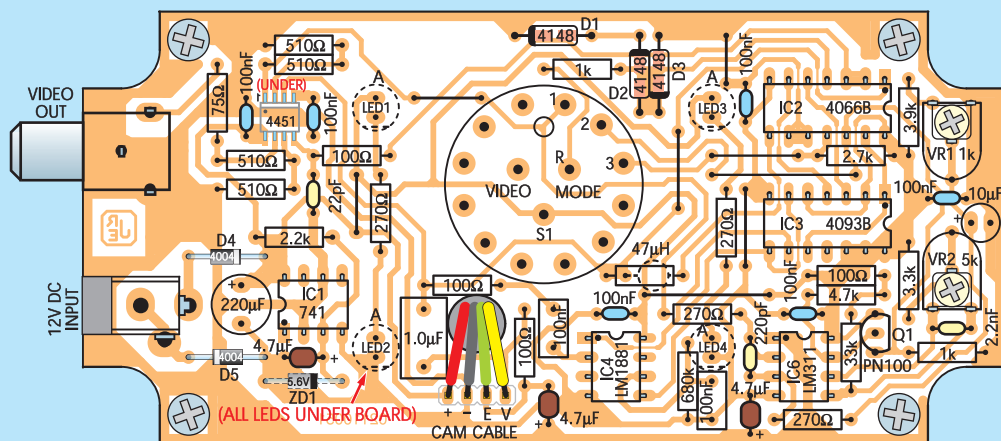 VIDEO
OUT
12V DC
INPUT
510Ω
510Ω
75Ω
100nF
(UNDER)
4451
100nF
510Ω
510Ω
100Ω
22pF
270Ω
2.2k
D4
4004
220µF
+
IC1
741
4.7µF
+
4004
D5
5.6V
ZD1
(ALL LEDS UNDER BOARD)
A
LED1
A
LED2
D1
4148
1k
4148
D2
4148
D3
A
LED3
100nF
1
2
3
R
VIDEO
MODE
S1
IC2
4066B
3.9k
VR1 1k
2.7k
100nF
10µF
+
IC3
4093B
270Ω
47µH
100nF
100Ω
4.7k
3.3k
VR2 5k
2.2nF
100Ω
1.0µF
100Ω
100nF
100nF
IC4
LM1881
270Ω
A
LED4
220pF
680k
100nF
IC6
LM311
33k
Q1
PN100
1k
4.7µF
+
270Ω
4.7µF
+
+ – E V
CAM CABLE